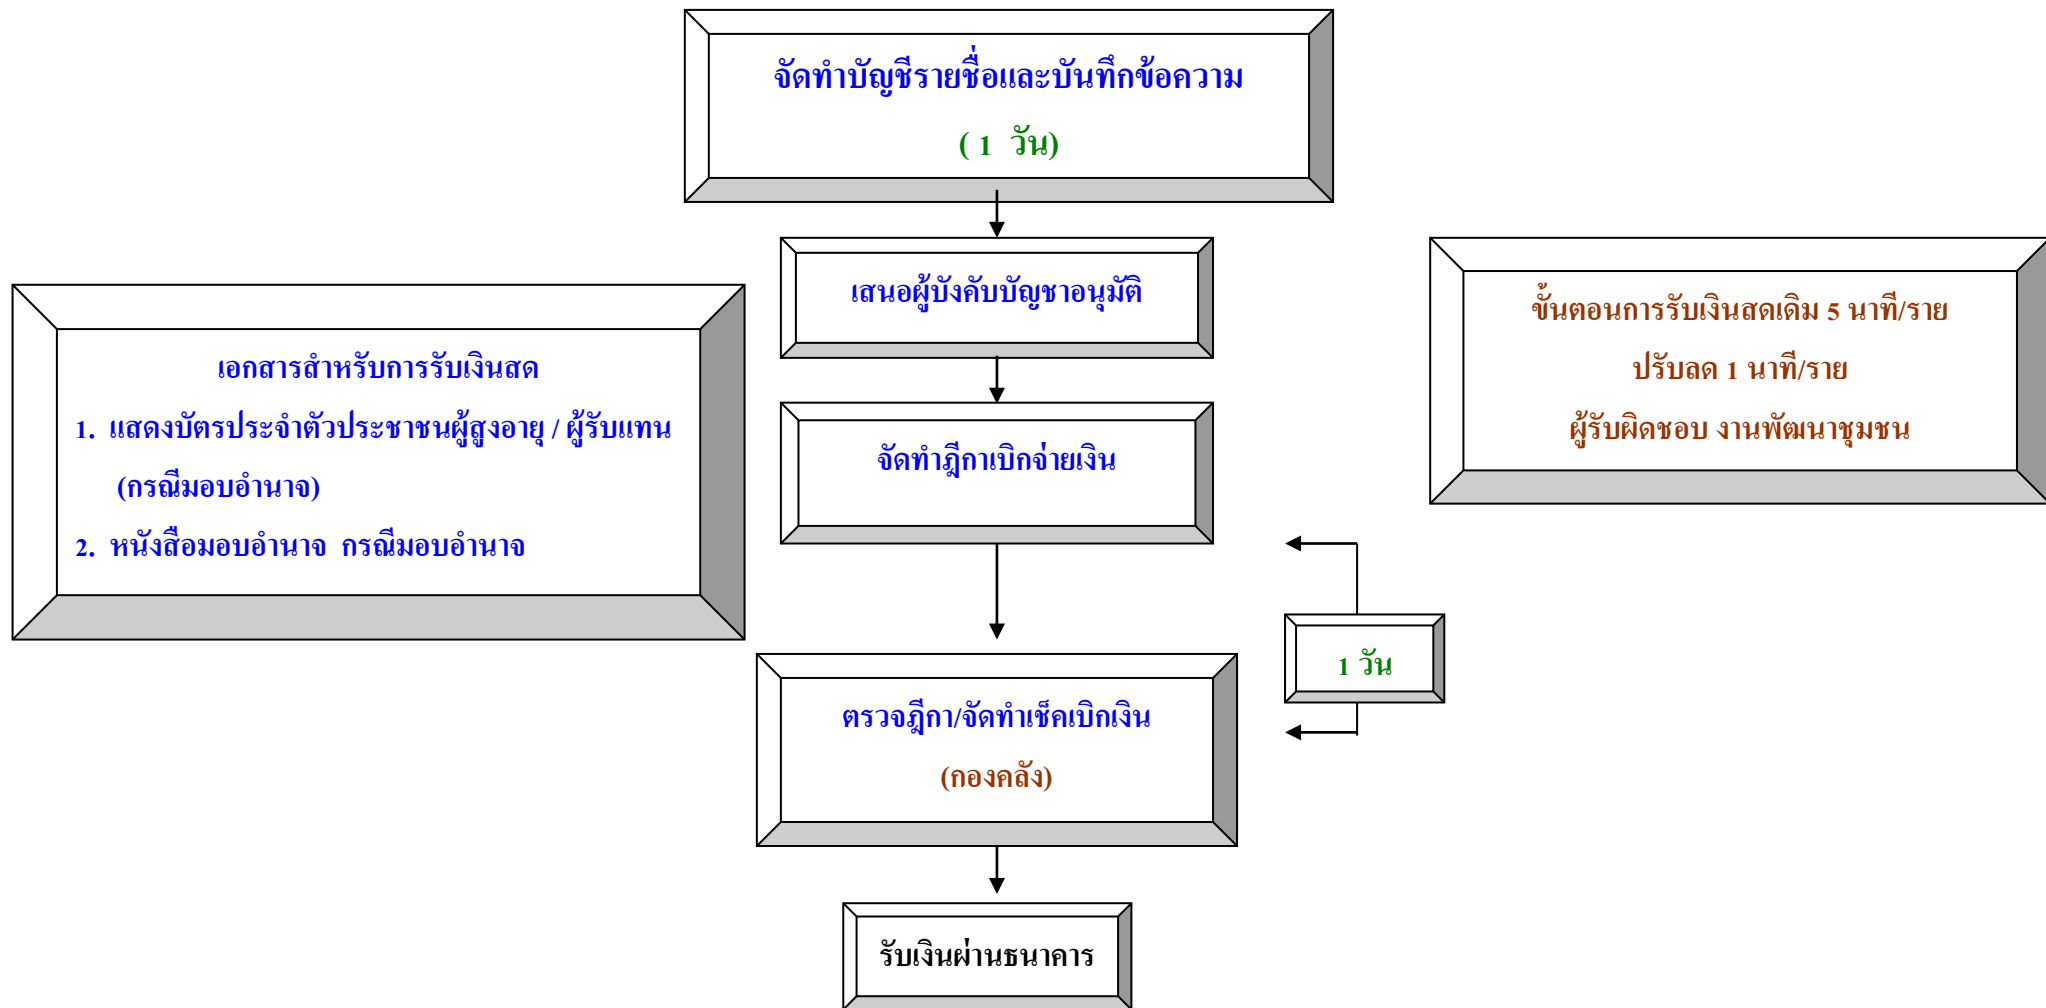 จัดทำบัญชีรายชื่อและบันทึกข้อความ
( 1 วัน)
เสนอผู้บังคับบัญชาอนุมัติ
เอกสารสำหรับการรับเงินสด
1. แสดงบัตรประจำตัวประชาชนผู้สูงอายุ / ผู้รับแทน
(กรณีมอบอำนาจ)
2. หนังสือมอบอำนาจ กรณีมอบอำนาจ
ขั้นตอนการรับเงินสดเดิม 5 นาที/ราย
ปรับลด 1 นาที/ราย
ผู้รับผิดชอบ งานพัฒนาชุมชน
จัดทำฎีกาเบิกจ่ายเงิน
1 วัน
ตรวจฎีกา/จัดทำเช็คเบิกเงิน
(กองคลัง)
รับเงินผ่านธนาคาร